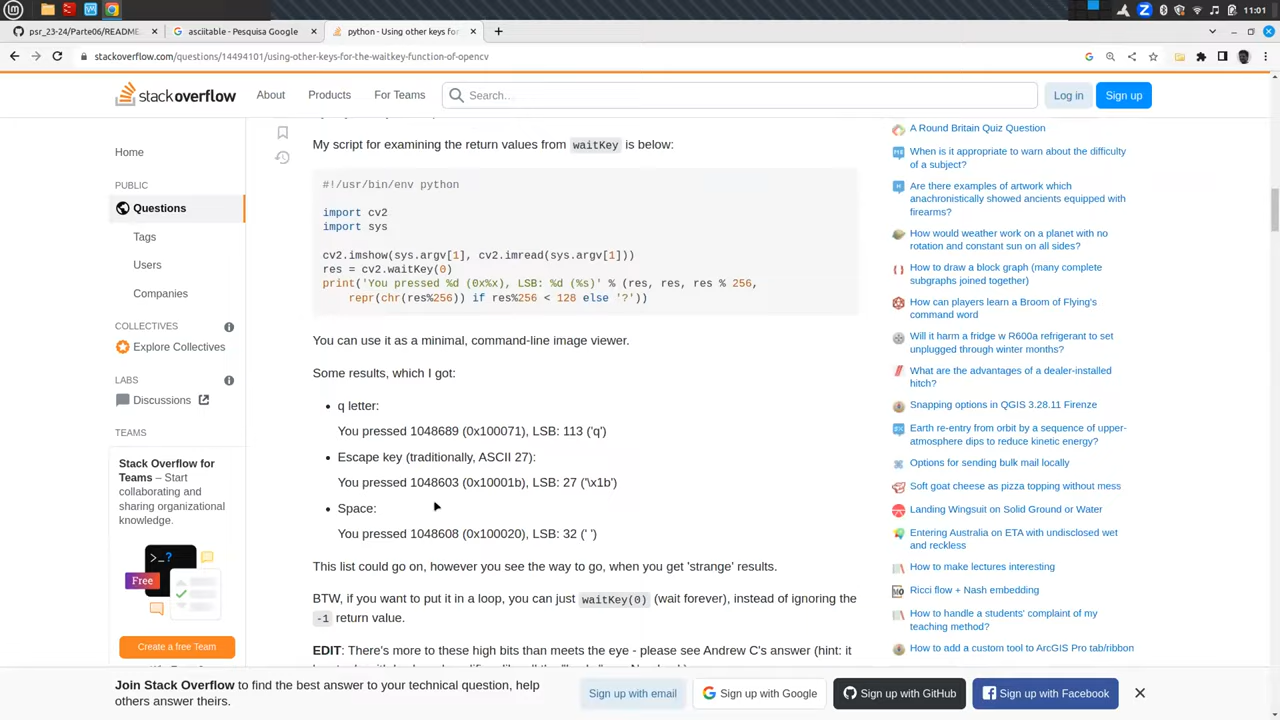 11:01
psr_23-24/Parte06/README.
asciitable - Pesquisa Google
python - Using other keys for
stackoverflow.com/questions/14494101/using-other-keys-for-the-waitkey-function-of-opencv
stackoverflow
About
Products
For Teams
Search...
Log in
Sign up
Home
PUBLIC
Questions
Tags
Users
Companies
COLLECTIVES
Explore Collectives
LABS
Discussions
TEAMS
Stack Overflow for
Teams – Start
collaborating and
sharing organizational
knowledge.
>_?
Free
Create a free Team
My script for examining the return values from waitKey is below:
#!/usr/bin/env python
import cv2
import sys
cv2.imshow(sys.argv[1], cv2.imread(sys.argv[1]))
res = cv2.waitKey(0)
print('You pressed %d (0x%x), LSB: %d (%s)' % (res, res, res % 256,
repr(chr(res%256)) if res%256 < 128 else '?'))
You can use it as a minimal, command-line image viewer.
Some results, which I got:
• q letter:
You pressed 1048689 (0x100071), LSB: 113 ('q')
• Escape key (traditionally, ASCII 27):
You pressed 1048603 (0x10001b), LSB: 27 ('\x1b')
• Space:
You pressed 1048608 (0x100020), LSB: 32 (' ')
This list could go on, however you see the way to go, when you get 'strange' results.
BTW, if you want to put it in a loop, you can just waitKey(0) (wait forever), instead of ignoring the
-1 return value.
EDIT: There's more to these high bits than meets the eye - please see Andrew C's answer (hint: it
A Round Britain Quiz Question
When is it appropriate to warn about the difficulty
of a subject?
Are there examples of artwork which
anachronistically showed ancients equipped with
firearms?
How would weather work on a planet with no
rotation and constant sun on all sides?
How to draw a block graph (many complete
subgraphs joined together)
How can players learn a Broom of Flying's
command word
Will it harm a fridge w R600a refrigerant to set
unplugged through winter months?
What are the advantages of a dealer-installed
hitch?
Snapping options in QGIS 3.28.11 Firenze
Earth re-entry from orbit by a sequence of upper-
atmosphere dips to reduce kinetic energy?
Options for sending bulk mail locally
Soft goat cheese as pizza topping without mess
Landing Wingsuit on Solid Ground or Water
Entering Australia on ETA with undisclosed wet
and reckless
How to make lectures interesting
Ricci flow + Nash embedding
How to handle a students' complaint of my
teaching method?
How to add a custom tool to ArcGIS Pro tab/ribbon
Join Stack Overflow to find the best answer to your technical question, help
others answer theirs.
Sign up with email
Sign up with Google
Sign up with GitHub
Sign up with Facebook